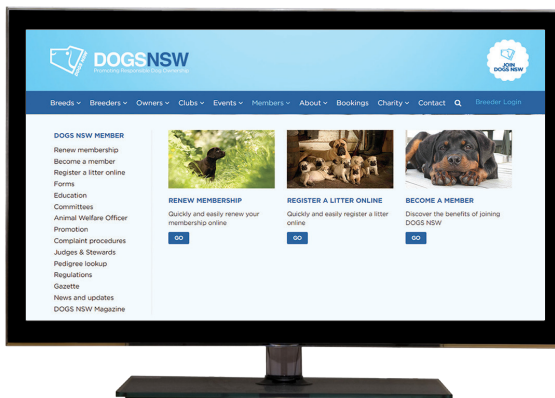 DOGSNSW
Promoting Responsible Dog Ownership
JOIN
DOGS NSW
Breeds Breeders Owners Clubs Events Members About Bookings Charity Contact Breeder Login
DOGS NSW MEMBER
Renew membership
Become a member
Register a litter online
Forms
Education
Committees
Animal Welfare Officer
Promotion
Complaint procedures
Judges & Stewards
Pedigree lookup
Regulations
Gazette
News and updates
DOGS NSW Magazine
RENEW MEMBERSHIP
Quickly and easily renew your
membership online
GO
REGISTER A LITTER ONLINE
Quickly and easily register a litter
online
GO
BECOME A MEMBER
Discover the benefits of joining
DOGS NSW
GO